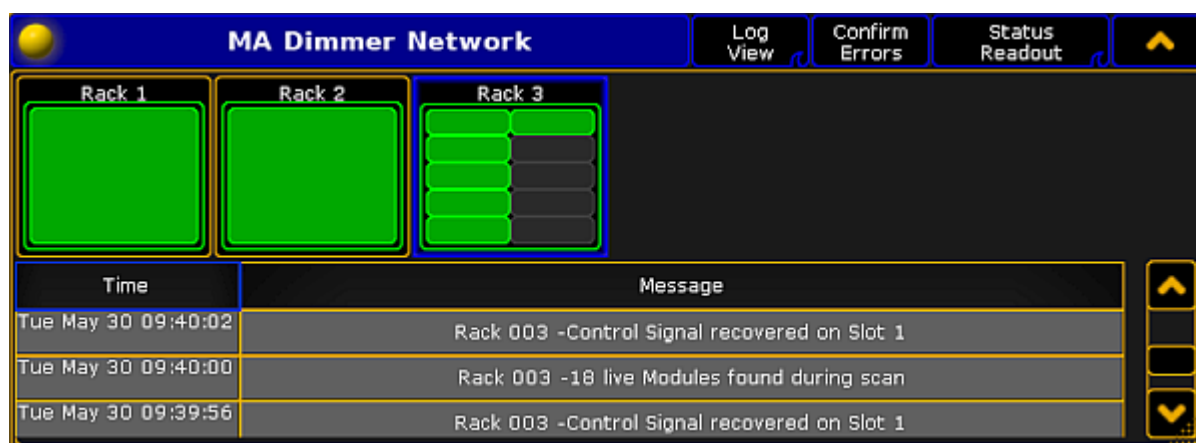 MA Dimmer Network
Log
View
Confirm
Errors
Status
Readout
Rack 1
Rack 2
Rack 3
Time
Message
Tue May 30 09:40:02
Rack 003 -Control Signal recovered on Slot 1
Tue May 30 09:40:00
Rack 003 -18 live Modules found during scan
Tue May 30 09:39:56
Rack 003 -Control Signal recovered on Slot 1